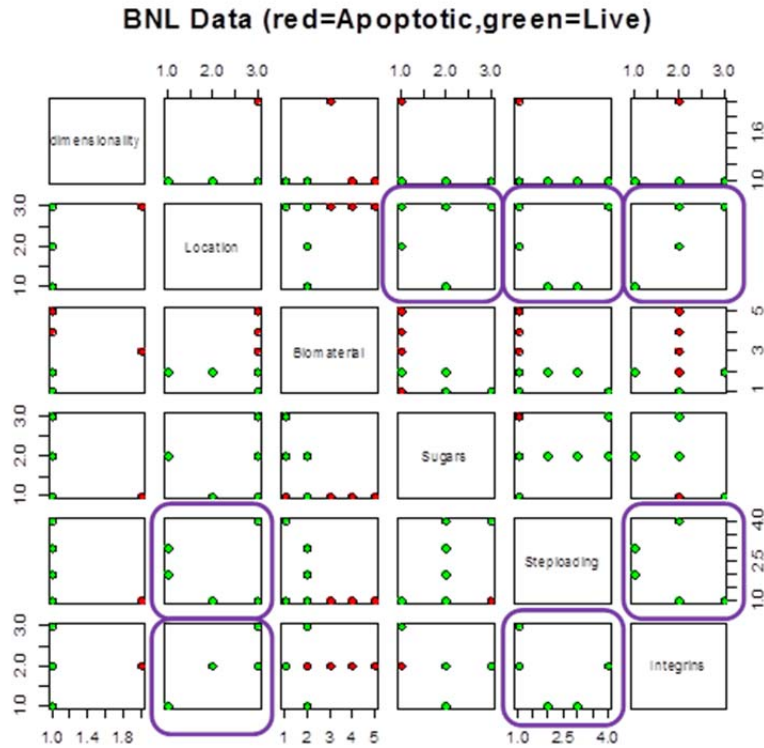 BNL Data (red=Apoptotic,green=Live)
1.0 2.0 3.0 1.0 2.0 3.0 1.0 2.0 3.0
dimensionality
1.0 1.6
Location
1.0 2.0 3.0
Biomaterial
1 3 5
Sugars
1.0 2.0 3.0
Steploading
1.0 2.5 4.0
Integrins
1.0 2.0 3.0
1.0 1.4 1.8 1 2 3 4 5 1.0 2.5 4.0